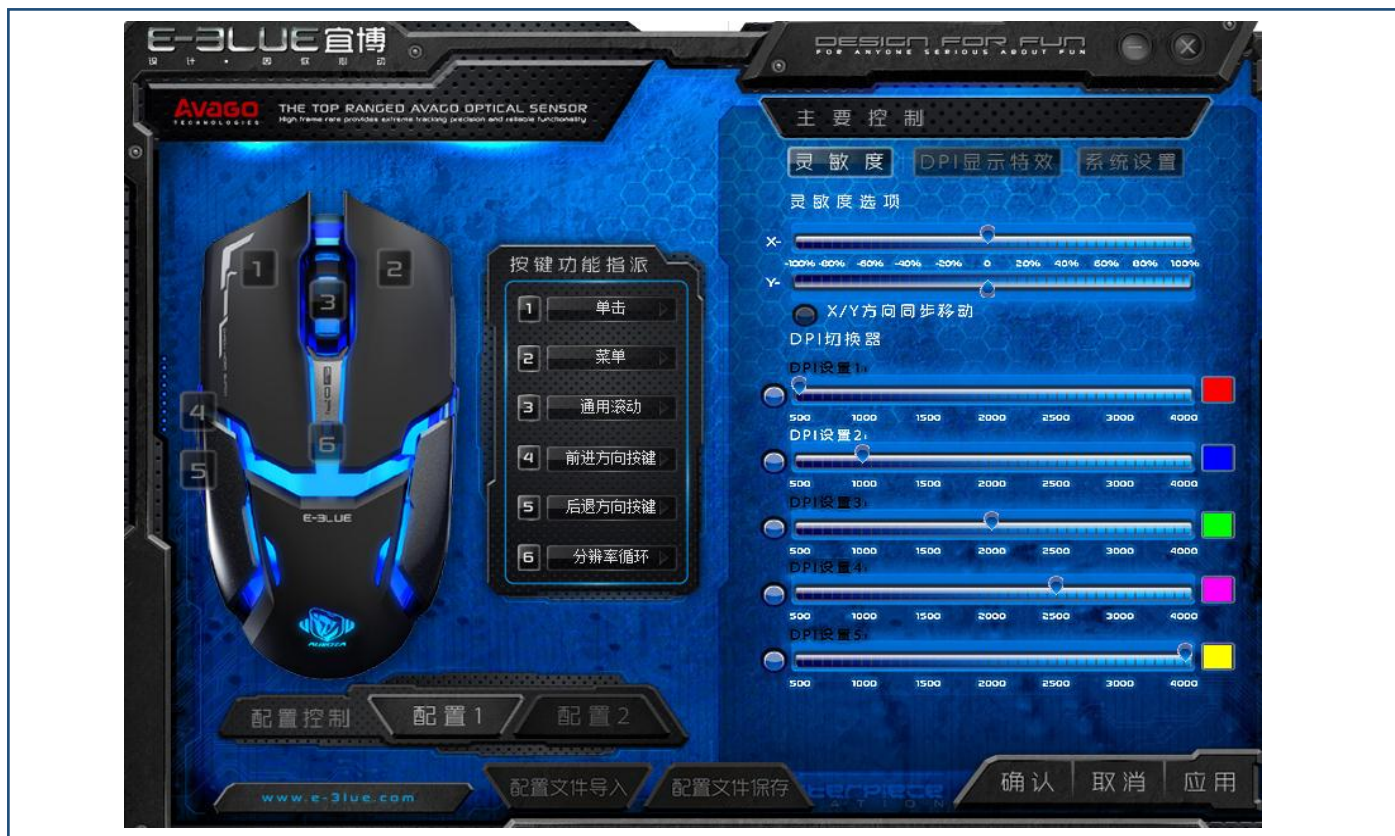 E-3LUE宜博
设 计 · 因 你 而 动
DESIGN FOR FUN
FOR ANYONE SERIOUS ABOUT FUN
AVAGO
TECHNOLOGIES
THE TOP RANGED AVAGO OPTICAL SENSOR
High frame rate provides extreme tracking precision and reliable functionality
主 要 控 制
灵 敏 度
DPI显示特效
系统设置
灵敏度选项
X-
-100% -80% -60% -40% -20% 0 20% 40% 60% 80% 100%
Y-
X/Y方向同步移动
DPI切换器
DPI设置1:
500 1000 1500 2000 2500 3000 4000
DPI设置2:
500 1000 1500 2000 2500 3000 4000
DPI设置3:
500 1000 1500 2000 2500 3000 4000
DPI设置4:
500 1000 1500 2000 2500 3000 4000
DPI设置5:
500 1000 1500 2000 2500 3000 4000
1
2
3
4
5
6
E-3LUE
AUROZA
按键功能指派
1 单击
2 菜单
3 通用滚动
4 前进方向按键
5 后退方向按键
6 分辨率循环
配置控制
配置1
配置2
www.e-3lue.com
配置文件导入
配置文件保存
确认
取消
应用